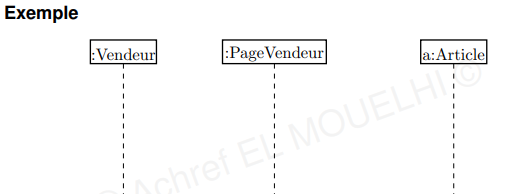 Exemple
:Vendeur
:PageVendeur
a:Article
© Achref EL MOUELHI ©